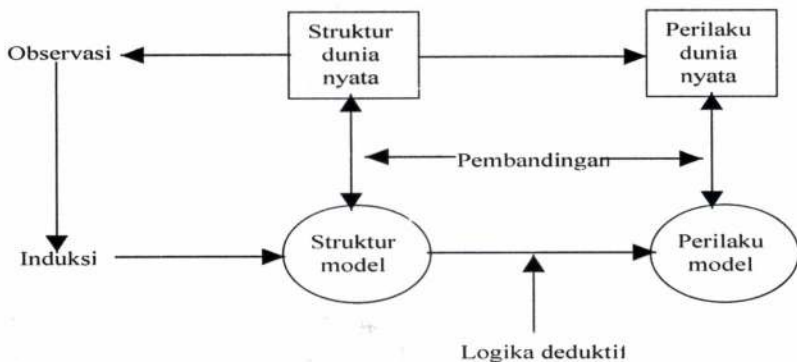 Observasi
Struktur
dunia
nyata
Perilaku
dunia
nyata
Pembandingan
Induksi
Struktur
model
Perilaku
model
Logika deduktif